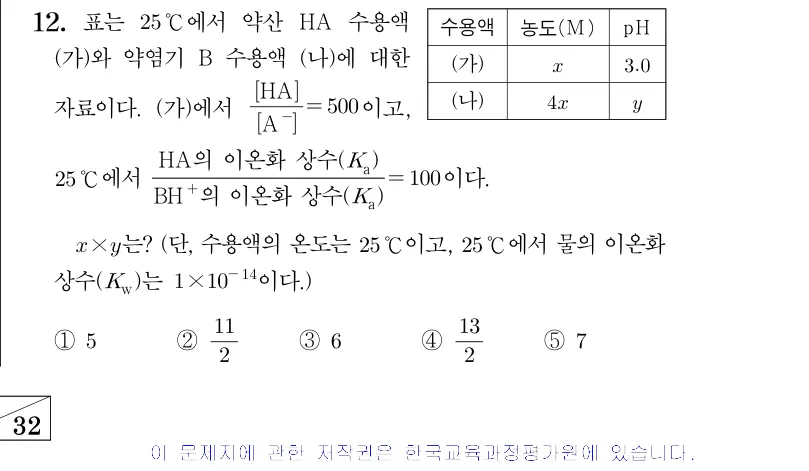 12. 표는 25℃에서 약산 HA 수용액
(가)와 약염기 B 수용액 (나)에 대한
자료이다. (가)에서 [HA]/[A⁻] = 500이고,
수용액 농도(M) pH
(가) x 3.0
(나) 4x y
25℃에서 HA의 이온화 상수(Kₐ)/BH⁺의 이온화 상수(Kₐ) = 100이다.
x×y는? (단, 수용액의 온도는 25℃이고, 25℃에서 물의 이온화
상수(K_w)는 1×10⁻¹⁴이다.)
① 5 ② 11/2 ③ 6 ④ 13/2 ⑤ 7
32
이 문제지에 관한 저작권은 한국교육과정평가원에 있습니다.